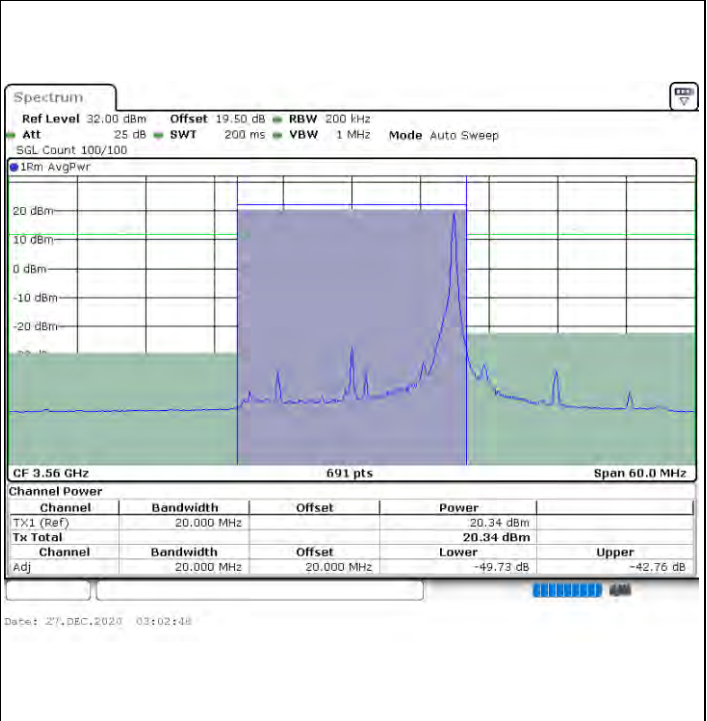 Spectrum
Ref Level 32.00 dBm Offset 19.50 dB RBW 200 kHz
Att 25 dB SWT 200 ms VBW 1 MHz Mode Auto Sweep
SGL Count 100/100
1Rm AvgPwr
20 dBm
10 dBm
0 dBm
-10 dBm
-20 dBm
CF 3.56 GHz 691 pts Span 60.0 MHz
Channel Power
Channel Bandwidth Offset Power
TX1 (Ref) 20.000 MHz 20.34 dBm
Tx Total 20.34 dBm
Channel Bandwidth Offset Lower Upper
Adj 20.000 MHz 20.000 MHz -49.73 dB -42.76 dB
Date: 27.DEC.2020 03:02:48